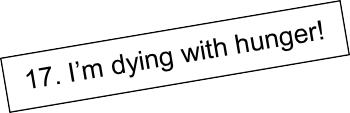 17. I’m dying with hunger!